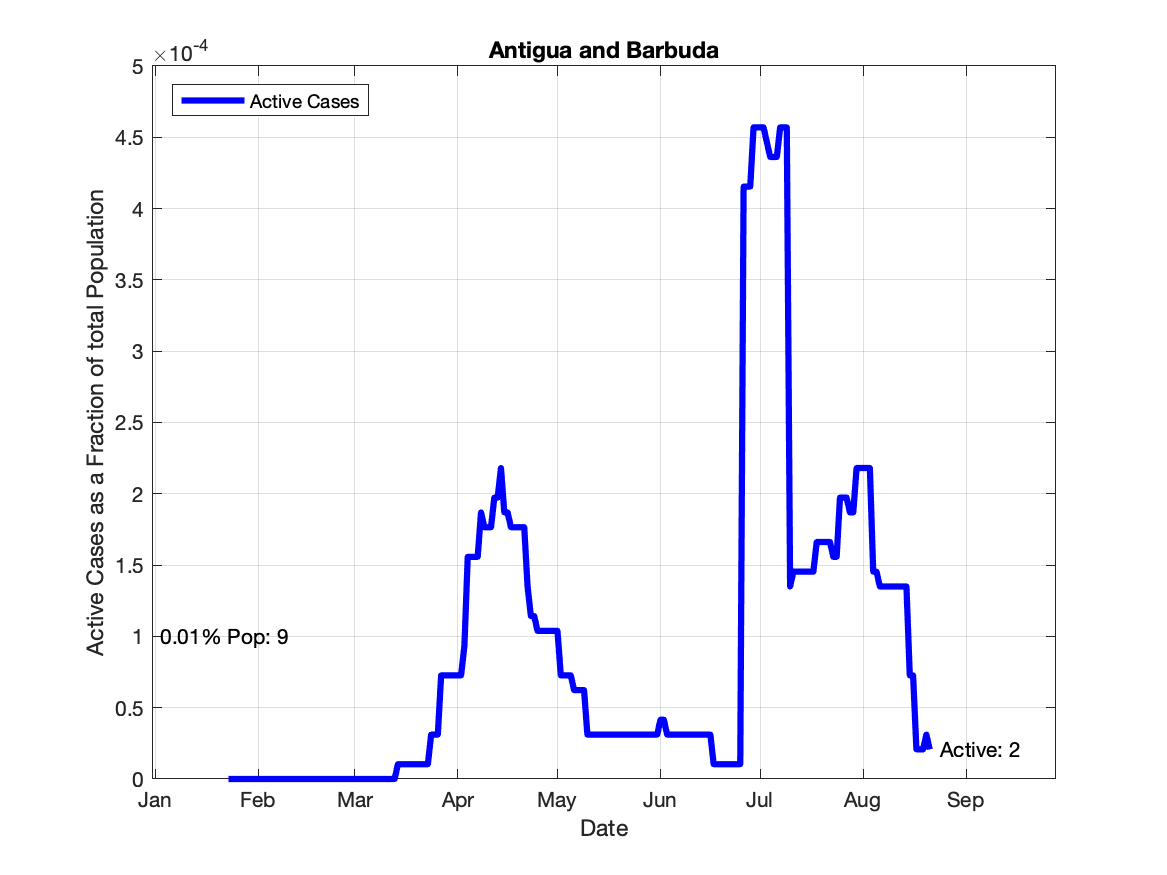 Antigua and Barbuda
×10-4
5
4.5
4
3.5
3
2.5
2
1.5
1
0.5
0
Active Cases as a Fraction of total Population
Active Cases
0.01% Pop: 9
Active: 2
Jan Feb Mar Apr May Jun Jul Aug Sep
Date